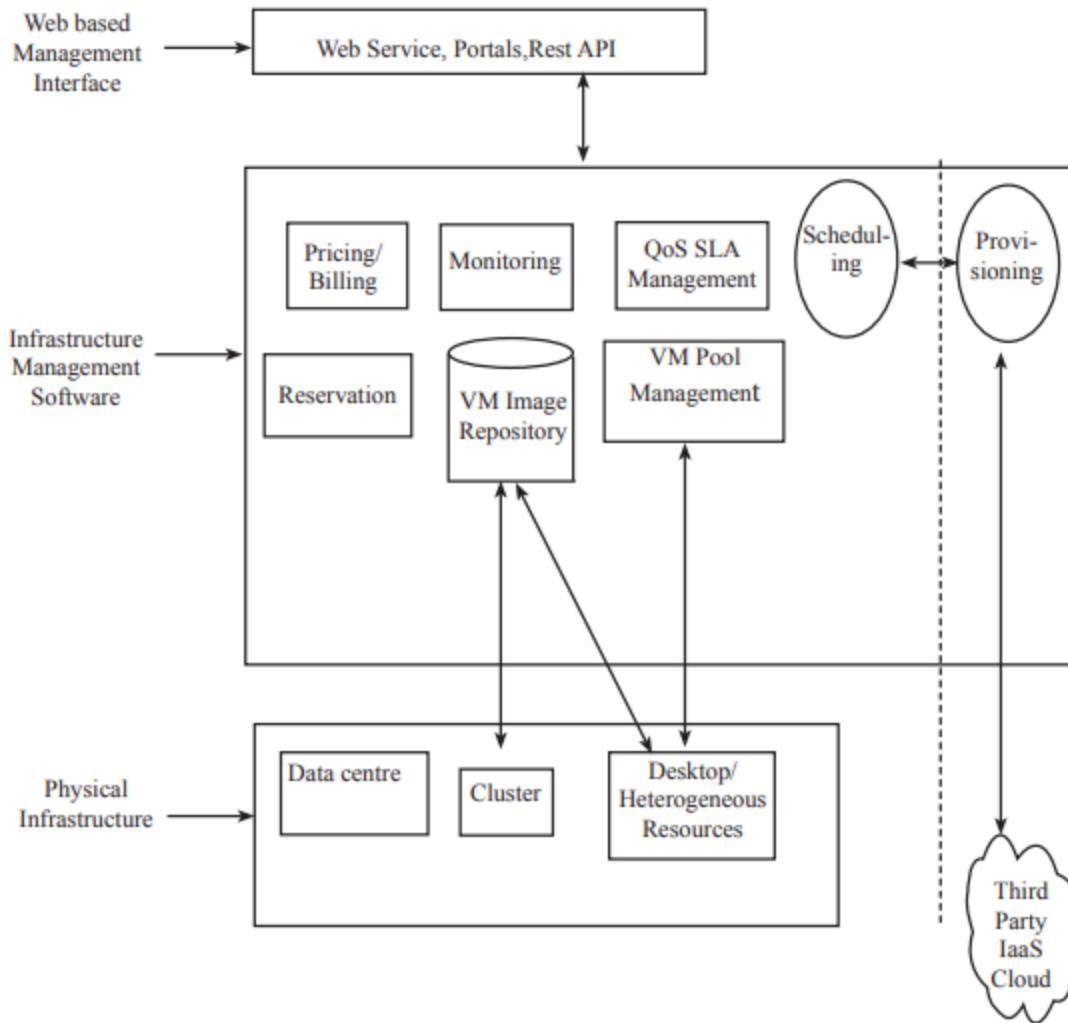 Web based
Management
Interface
Web Service, Portals,Rest API
Pricing/
Billing
Monitoring
QoS SLA
Management
Schedul-
ing
Provi-
sioning
Infrastructure
Management
Software
Reservation
VM Image
Repository
VM Pool
Management
Physical
Infrastructure
Data centre
Cluster
Desktop/
Heterogeneous
Resources
Third
Party
IaaS
Cloud